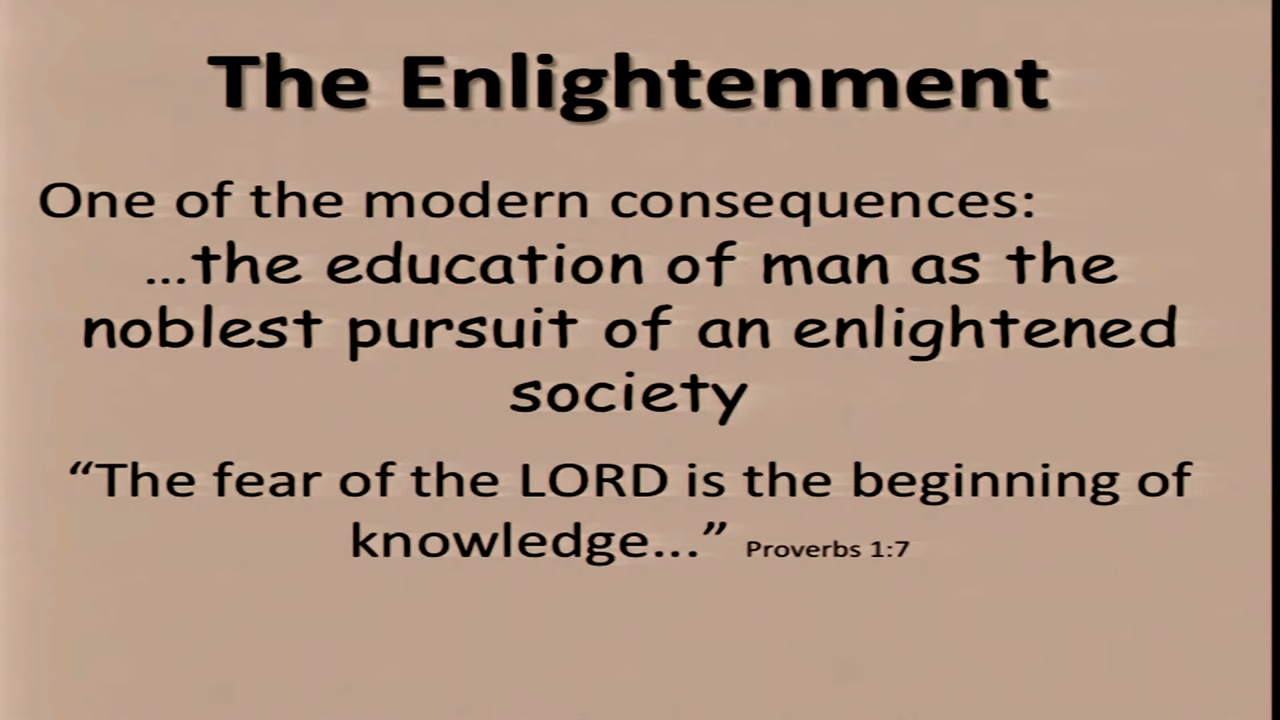 The Enlightenment
One of the modern consequences:
...the education of man as the
noblest pursuit of an enlightened
society
“The fear of the LORD is the beginning of
knowledge...” Proverbs 1:7